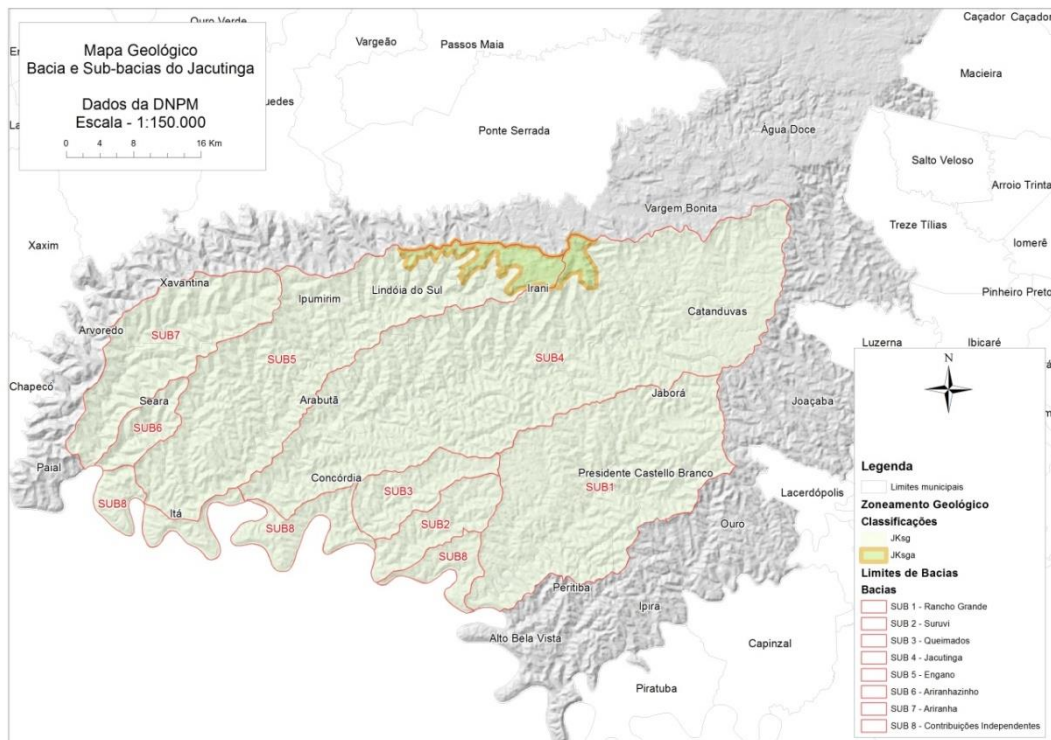 Mapa Geológico
Bacia e Sub-bacias do Jacutinga
Dados da DNPM
Escala - 1:150.000
0 4 8 16 Km
Ouro Verde
Vargeão
Passos Maia
Caçador
Caçador
Macieira
Ponte Serrada
Água Doce
Salto Veloso
Arroio Trinta
Vargem Bonita
Treze Tílias
Iomerê
Xaxim
Xavantina
Ipumirim
Lindóia do Sul
Irani
Pinheiro Preto
Arvoredo
SUB7
Catanduvas
Luzerna
Ibicaré
SUB5
SUB4
Chapecó
Seara
Arabutã
Jaborá
Joaçaba
SUB6
Paial
Concórdia
Presidente Castello Branco
SUB3
SUB1
Lacerdópolis
SUB8
Itá
SUB8
SUB2
Ouro
SUB8
Peritiba
Ipira
Alto Bela Vista
Capinzal
Piratuba
N
Legenda
Limites municipais
Zoneamento Geológico
Classificações
JKsg
JKsga
Limites de Bacias
Bacias
SUB 1 - Rancho Grande
SUB 2 - Suruvi
SUB 3 - Queimados
SUB 4 - Jacutinga
SUB 5 - Engano
SUB 6 - Ariranhazinho
SUB 7 - Ariranha
SUB 8 - Contribuições Independentes